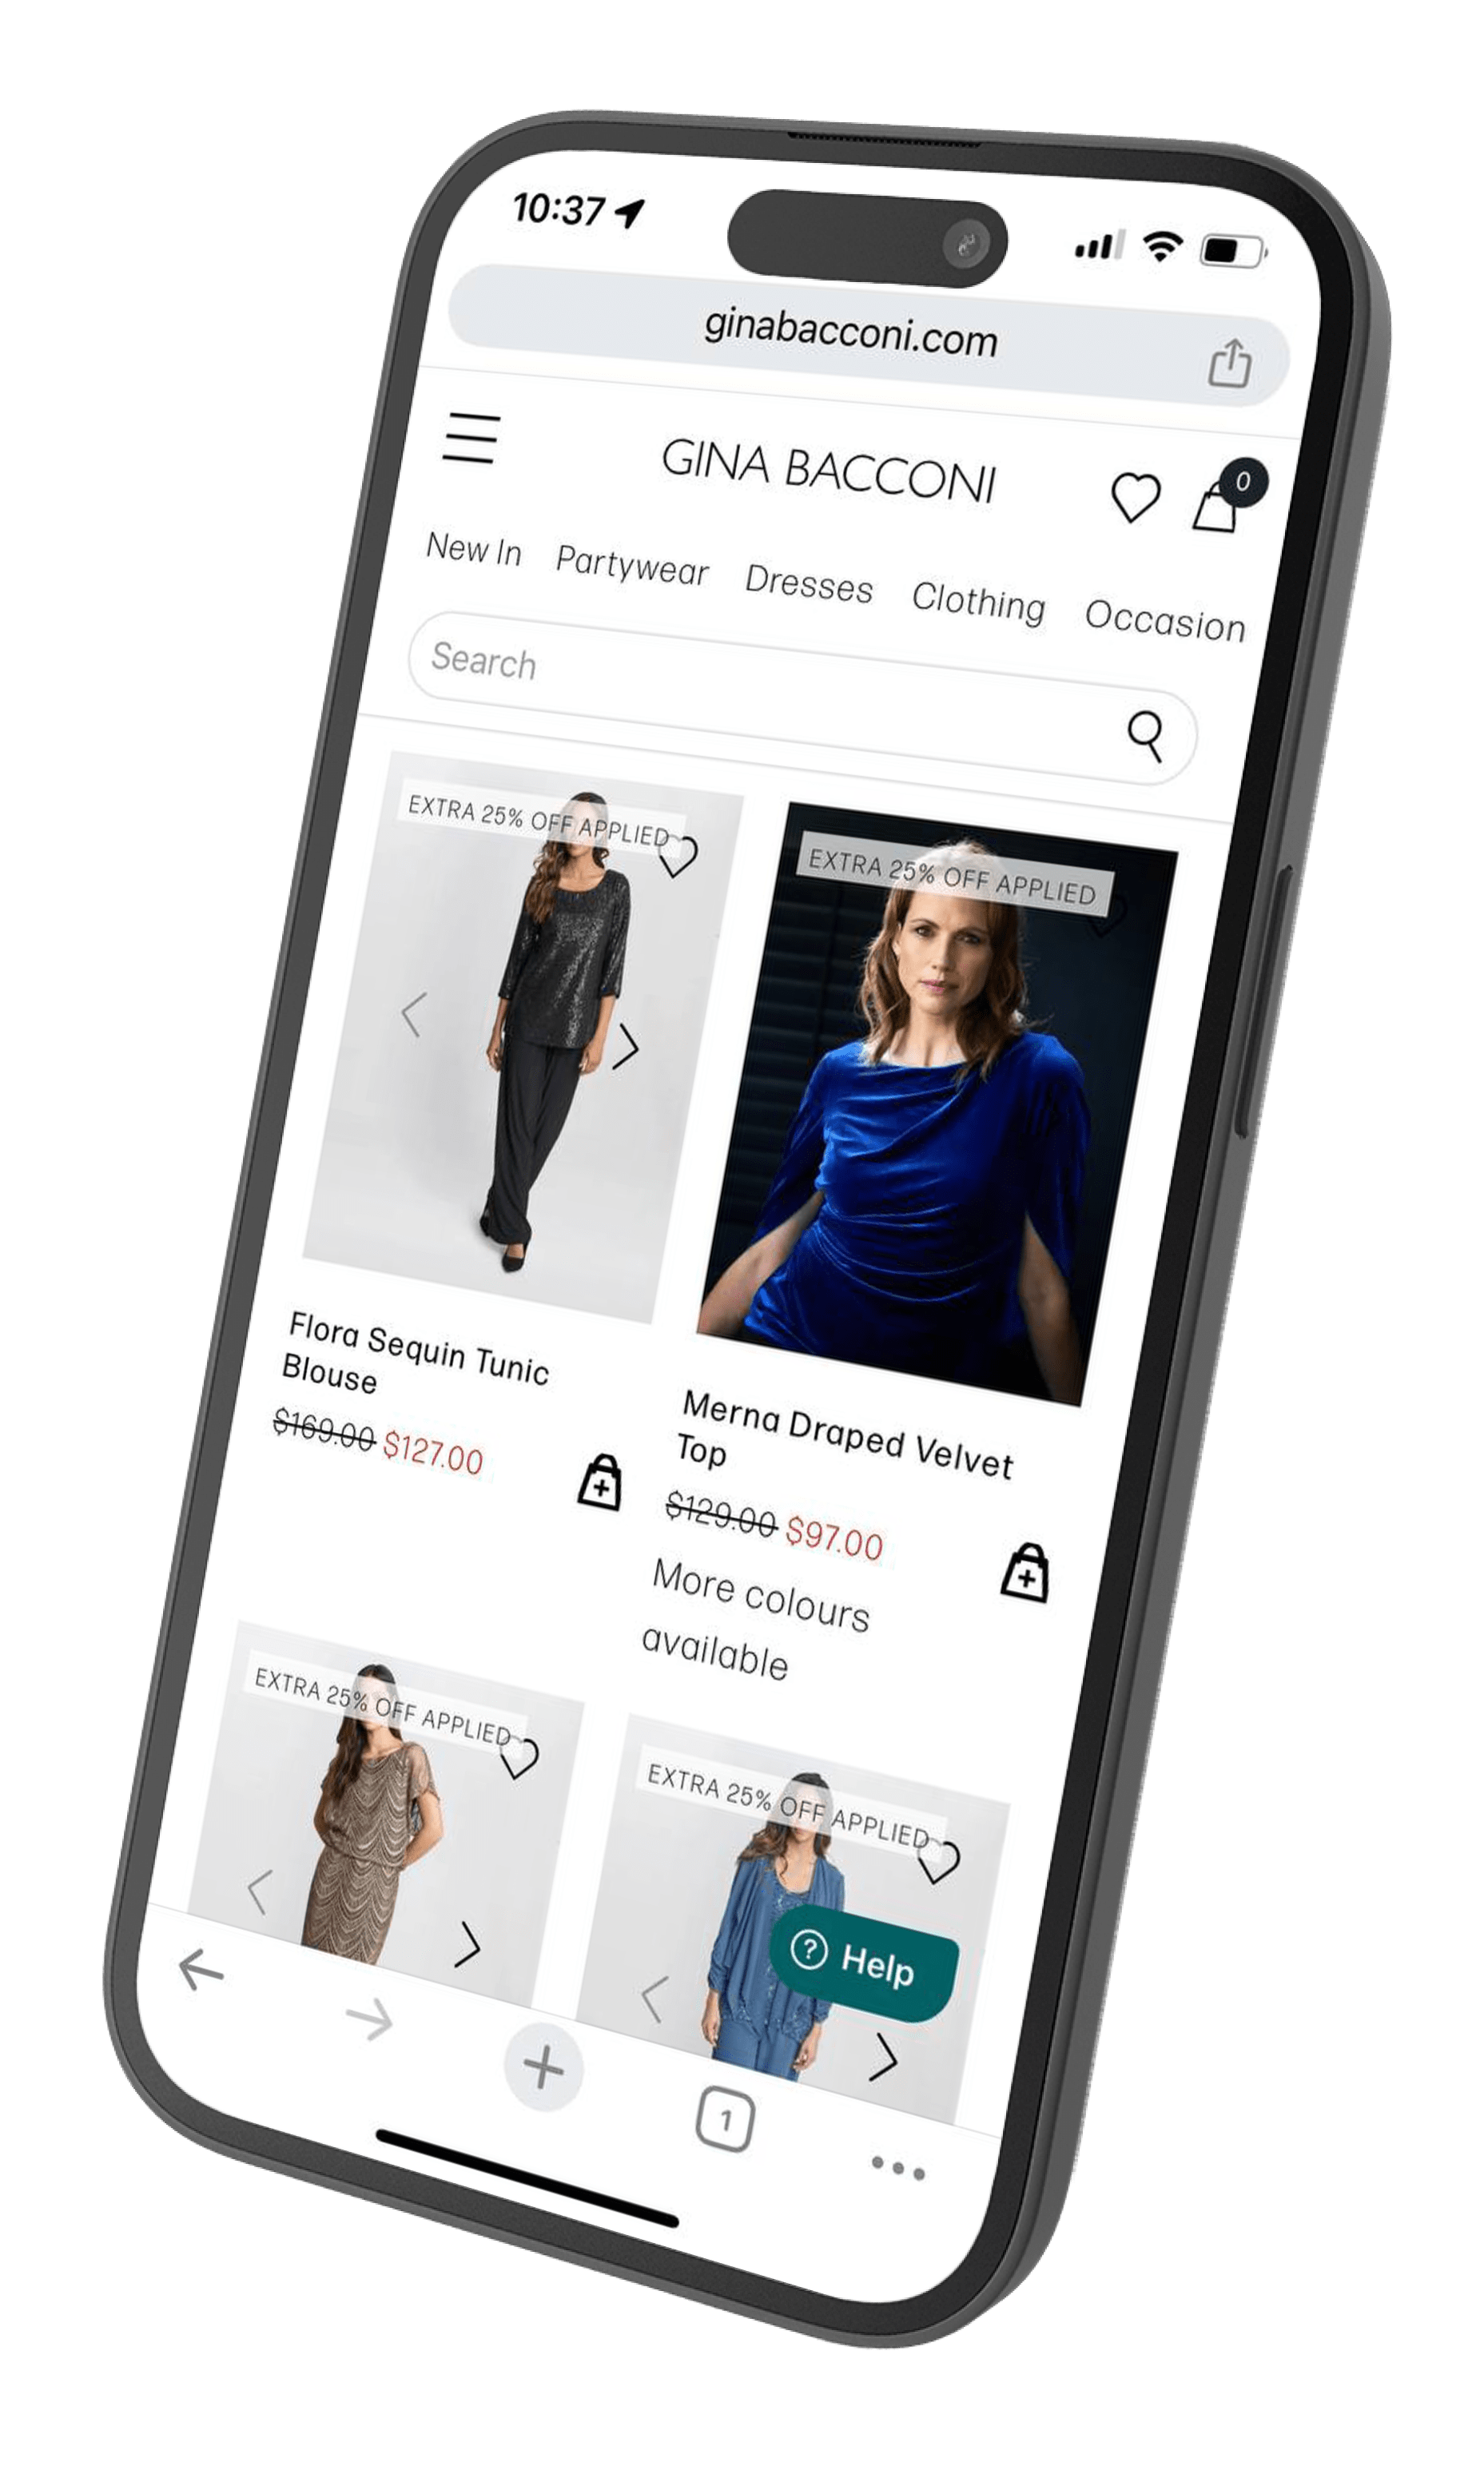 10:37
ginabacconi.com
GINA BACCONI
0
New In Partywear Dresses Clothing Occasion
Search
EXTRA 25% OFF APPLIED
EXTRA 25% OFF APPLIED
Flora Sequin Tunic
Blouse
$169.00 $127.00
Merna Draped Velvet
Top
$129.00 $97.00
More colours
available
EXTRA 25% OFF APPLIED
EXTRA 25% OFF APPLIED
? Help
1